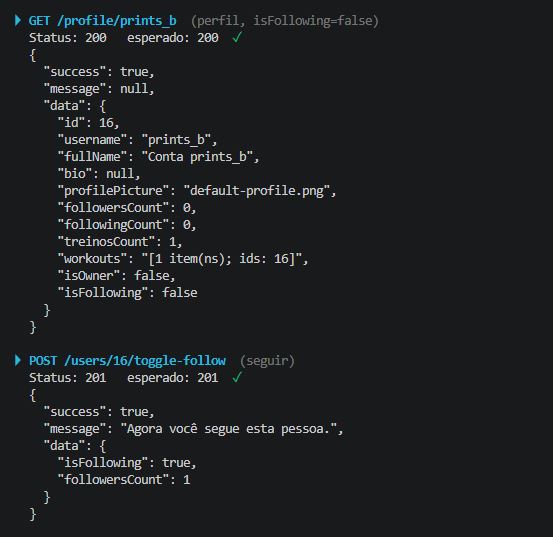 ▶ GET /profile/prints_b  (perfil, isFollowing=false)
  Status: 200   esperado: 200  ✓
  {
    "success": true,
    "message": null,
    "data": {
      "id": 16,
      "username": "prints_b",
      "fullName": "Conta prints_b",
      "bio": null,
      "profilePicture": "default-profile.png",
      "followersCount": 0,
      "followingCount": 0,
      "treinosCount": 1,
      "workouts": "[1 item(ns); ids: 16]",
      "isOwner": false,
      "isFollowing": false
    }
  }
▶ POST /users/16/toggle-follow  (seguir)
  Status: 201   esperado: 201  ✓
  {
    "success": true,
    "message": "Agora você segue esta pessoa.",
    "data": {
      "isFollowing": true,
      "followersCount": 1
    }
  }